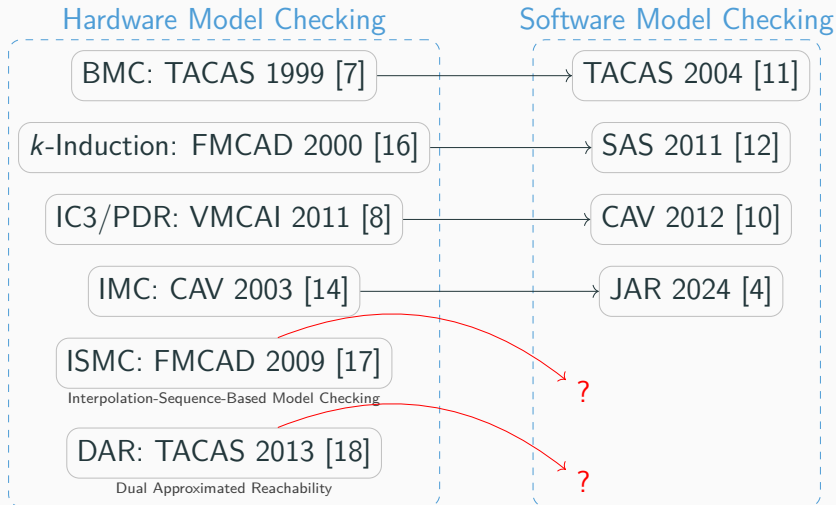 Hardware Model Checking
Software Model Checking
BMC: TACAS 1999 [7]
TACAS 2004 [11]
k-Induction: FMCAD 2000 [16]
SAS 2011 [12]
IC3/PDR: VMCAI 2011 [8]
CAV 2012 [10]
IMC: CAV 2003 [14]
JAR 2024 [4]
ISMC: FMCAD 2009 [17]
Interpolation-Sequence-Based Model Checking
?
DAR: TACAS 2013 [18]
Dual Approximated Reachability
?